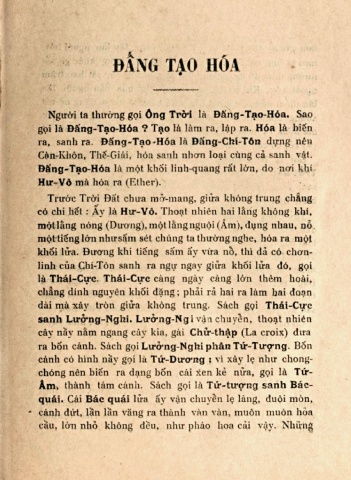 ĐẤNG TẠO HÓA
Người ta thường gọi Ông Trời là Đấng-Tạo-Hóa. Sao
gọi là Đấng-Tạo-Hóa ? Tạo là làm ra, lập ra. Hóa là biến
ra, sanh ra. Đấng-Tạo-Hóa là Đấng-Chí-Tôn dựng nên
Càn-Khôn, Thế-Giái, hóa sanh nhơn loại cùng cả sanh vật.
Đấng-Tạo-Hóa là một khối linh-quang rất lớn, do nơi khí
Hư-Vô mà hóa ra (Ether).
Trước Trời Đất chưa mở-mang, giữa không trung chẳng
có chi hết : Ấy là Hư-Vô. Thoạt nhiên hai lằng không khí,
một lằng nóng (Dương), một lằng nguội (Âm), đụng nhau, nổ
một tiếng lớn như sấm sét chúng ta thường nghe, hóa ra một
khối lửa. Đương khi tiếng sấm ấy vừa nổ, thì đã có chơn-
linh của Chí-Tôn sanh ra ngự ngay giữa khối lửa đó, gọi
là Thái-Cực. Thái-Cực càng ngày càng lớn thêm hoài,
chẳng dính nguyên khối đặng ; phải rã hai ra làm hai đoạn
dài mà xây tròn giữa không trung. Sách gọi Thái-Cực
sanh Lưởng-Nghi. Lưởng-Ngi vận chuyển, thoạt nhiên
cây nầy nằm ngang cây kia, gài Chử-thập (La croix) đưa
ra bốn cánh. Sách gọi Lưởng-Nghi phân Tứ-Tượng. Bốn
cánh có hình nầy gọi là Tứ-Dương ; vì xây lẹ như chong-
chóng nên biến ra dạng bốn cái xen kẻ nửa, gọi là Tứ-
Âm, thành tám cánh. Sách gọi là Tứ-tượng sanh Bác-
quái. Cái Bác quái lửa ấy vận chuyển lẹ làng, đuôi mòn,
cánh đứt, lần lần văng ra thành vàn vàn, muôn muôn hỏa
cầu, lớn nhỏ không đều, như pháo hoa cải vậy. Những